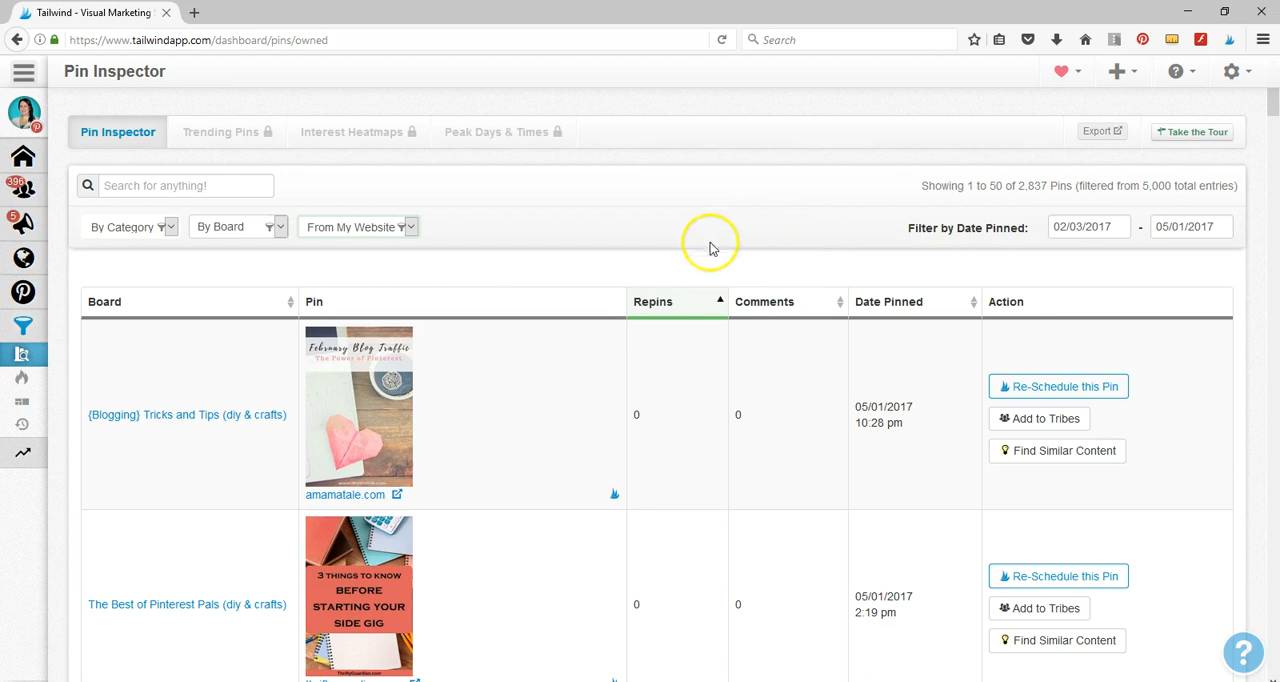 Tailwind - Visual Marketing
https://www.tailwindapp.com/dashboard/pins/owned
Search
Pin Inspector
396
5
Pin Inspector
Trending Pins
Interest Heatmaps
Peak Days & Times
Export
Take the Tour
Search for anything!
Showing 1 to 50 of 2,837 Pins (filtered from 5,000 total entries)
By Category
By Board
From My Website
Filter by Date Pinned:
02/03/2017
-
05/01/2017
Board
Pin
Repins
Comments
Date Pinned
Action
February Blog Traffic
The Power of Pinterest
{Blogging} Tricks and Tips (diy & crafts)
0
0
05/01/2017
10:28 pm
Re-Schedule this Pin
Add to Tribes
Find Similar Content
amamatale.com
3 THINGS TO KNOW
BEFORE
STARTING YOUR
SIDE GIG
The Best of Pinterest Pals (diy & crafts)
0
0
05/01/2017
2:19 pm
Re-Schedule this Pin
Add to Tribes
Find Similar Content
?